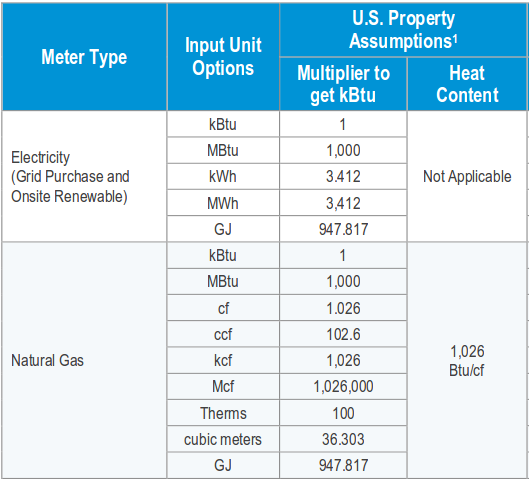 Meter Type
Input Unit
Options
U.S. Property
Assumptions¹
Multiplier to
get kBtu
Heat
Content
Electricity
(Grid Purchase and
Onsite Renewable)
kBtu 1
MBtu 1,000
kWh 3.412
MWh 3,412
GJ 947.817
Not Applicable
Natural Gas
kBtu 1
MBtu 1,000
cf 1.026
ccf 102.6
kcf 1,026
Mcf 1,026,000
Therms 100
cubic meters 36.303
GJ 947.817
1,026
Btu/cf